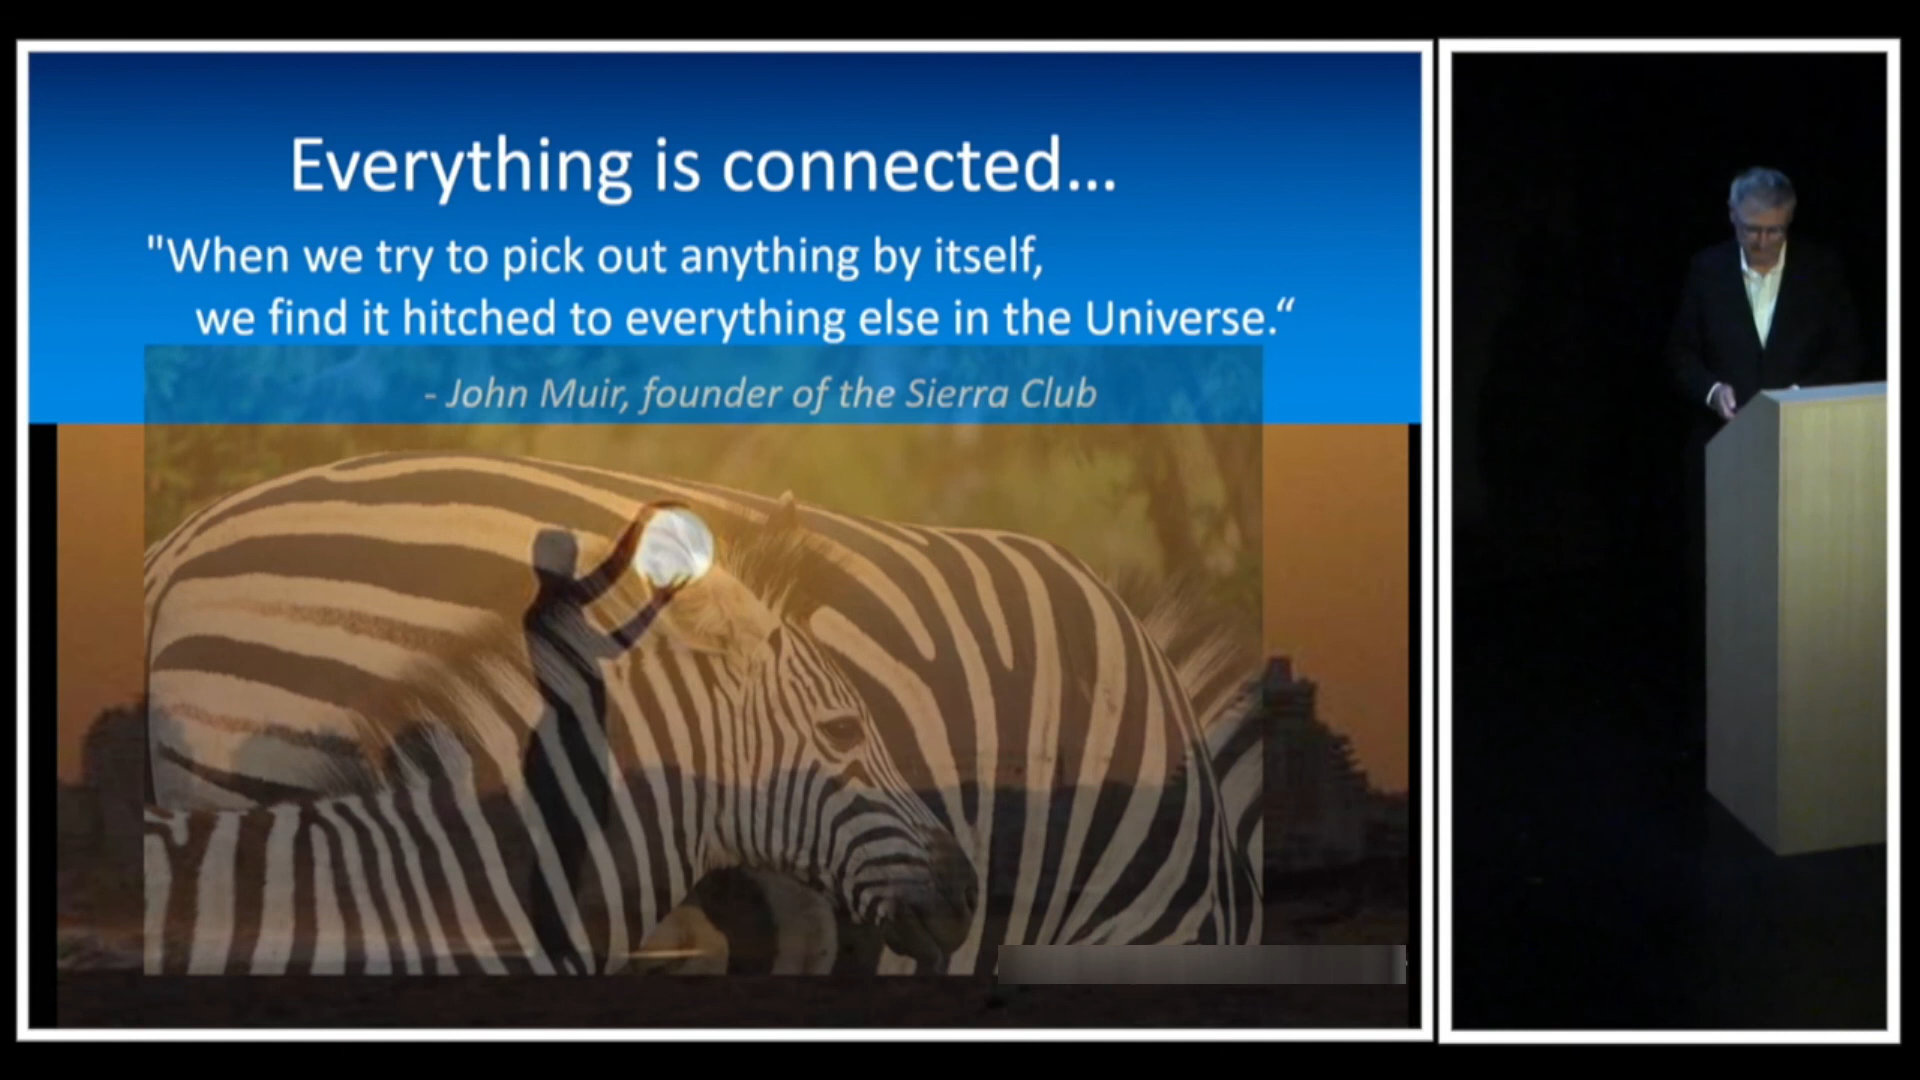 Everything is connected...
"When we try to pick out anything by itself,
we find it hitched to everything else in the Universe.“
- John Muir, founder of the Sierra Club